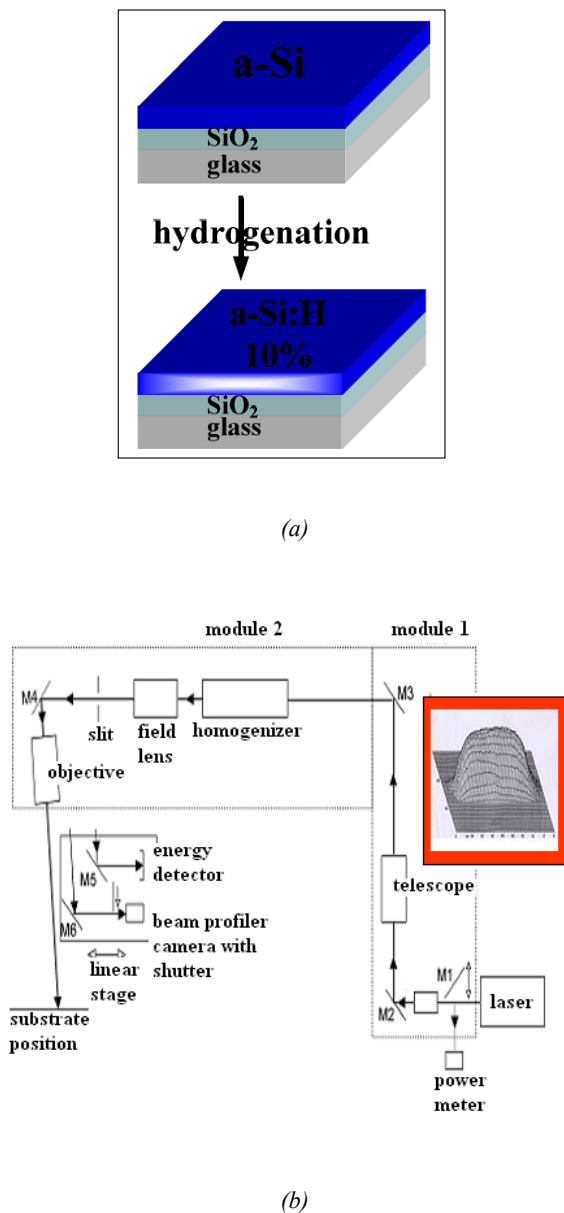 a-Si
SiO₂
glass
hydrogenation
a-Si:H
10%
SiO₂
glass
(a)
module 2
module 1
M4
M3
slit
field
lens
homogenizer
objective
telescope
energy
detector
M5
M6
beam profiler
camera with
shutter
linear
stage
M1
M2
laser
substrate
position
power
meter
(b)